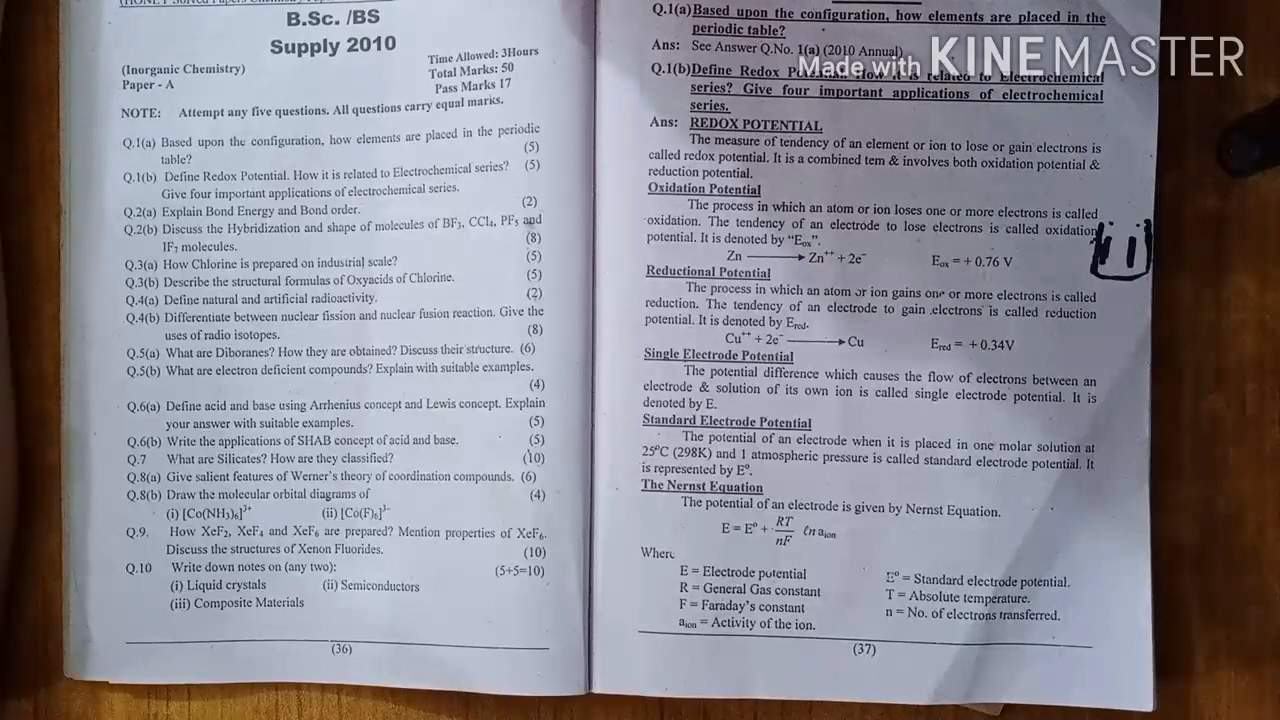 B.Sc. /BS
Supply 2010
(Inorganic Chemistry)
Paper - A
Time Allowed: 3Hours
Total Marks: 50
Pass Marks 17
NOTE: Attempt any five questions. All questions carry equal marks.
Q.1(a) Based upon the configuration, how elements are placed in the periodic
table? (5)
Q.1(b) Define Redox Potential. How it is related to Electrochemical series? (5)
Give four important applications of electrochemical series.
Q.2(a) Explain Bond Energy and Bond order. (2)
Q.2(b) Discuss the Hybridization and shape of molecules of BF₃, CCl₄, PF₅ and
IF₇ molecules. (8)
Q.3(a) How Chlorine is prepared on industrial scale? (5)
Q.3(b) Describe the structural formulas of Oxyacids of Chlorine. (5)
Q.4(a) Define natural and artificial radioactivity. (2)
Q.4(b) Differentiate between nuclear fission and nuclear fusion reaction. Give the
uses of radio isotopes. (8)
Q.5(a) What are Diboranes? How they are obtained? Discuss their structure. (6)
Q.5(b) What are electron deficient compounds? Explain with suitable examples.
(4)
Q.6(a) Define acid and base using Arrhenius concept and Lewis concept. Explain
your answer with suitable examples. (5)
Q.6(b) Write the applications of SHAB concept of acid and base. (5)
Q.7 What are Silicates? How are they classified? (10)
Q.8(a) Give salient features of Werner's theory of coordination compounds. (6)
Q.8(b) Draw the molecular orbital diagrams of (4)
(i) [Co(NH₃)₆]³⁺ (ii) [Co(F)₆]³⁻
Q.9. How XeF₂, XeF₄ and XeF₆ are prepared? Mention properties of XeF₆.
Discuss the structures of Xenon Fluorides. (10)
Q.10 Write down notes on (any two): (5+5=10)
(i) Liquid crystals (ii) Semiconductors
(iii) Composite Materials
(36)
Q.1(a)Based upon the configuration, how elements are placed in the
periodic table?
Ans: See Answer Q.No. 1(a) (2010 Annual)
Made with KINEMASTER
Q.1(b)Define Redox is related to Electrochemical
series? Give four important applications of electrochemical
series.
Ans: REDOX POTENTIAL
The measure of tendency of an element or ion to lose or gain electrons is
called redox potential. It is a combined tem & involves both oxidation potential &
reduction potential.
Oxidation Potential
The process in which an atom or ion loses one or more electrons is called
oxidation. The tendency of an electrode to lose electrons is called oxidation
potential. It is denoted by "Eₒₓ".
Zn ⟶ Zn⁺⁺ + 2e⁻ Eₒₓ = + 0.76 V
Reductional Potential
The process in which an atom or ion gains one or more electrons is called
reduction. The tendency of an electrode to gain electrons is called reduction
potential. It is denoted by E_red.
Cu⁺⁺ + 2e⁻ ⟶ Cu E_red = + 0.34V
Single Electrode Potential
The potential difference which causes the flow of electrons between an
electrode & solution of its own ion is called single electrode potential. It is
denoted by E.
Standard Electrode Potential
The potential of an electrode when it is placed in one molar solution at
25°C (298K) and 1 atmospheric pressure is called standard electrode potential. It
is represented by E°.
The Nernst Equation
The potential of an electrode is given by Nernst Equation.
E = E° + RT/nF ℓn a_ion
Where
E = Electrode potential E° = Standard electrode potential.
R = General Gas constant T = Absolute temperature.
F = Faraday's constant n = No. of electrons transferred.
a_ion = Activity of the ion.
(37)